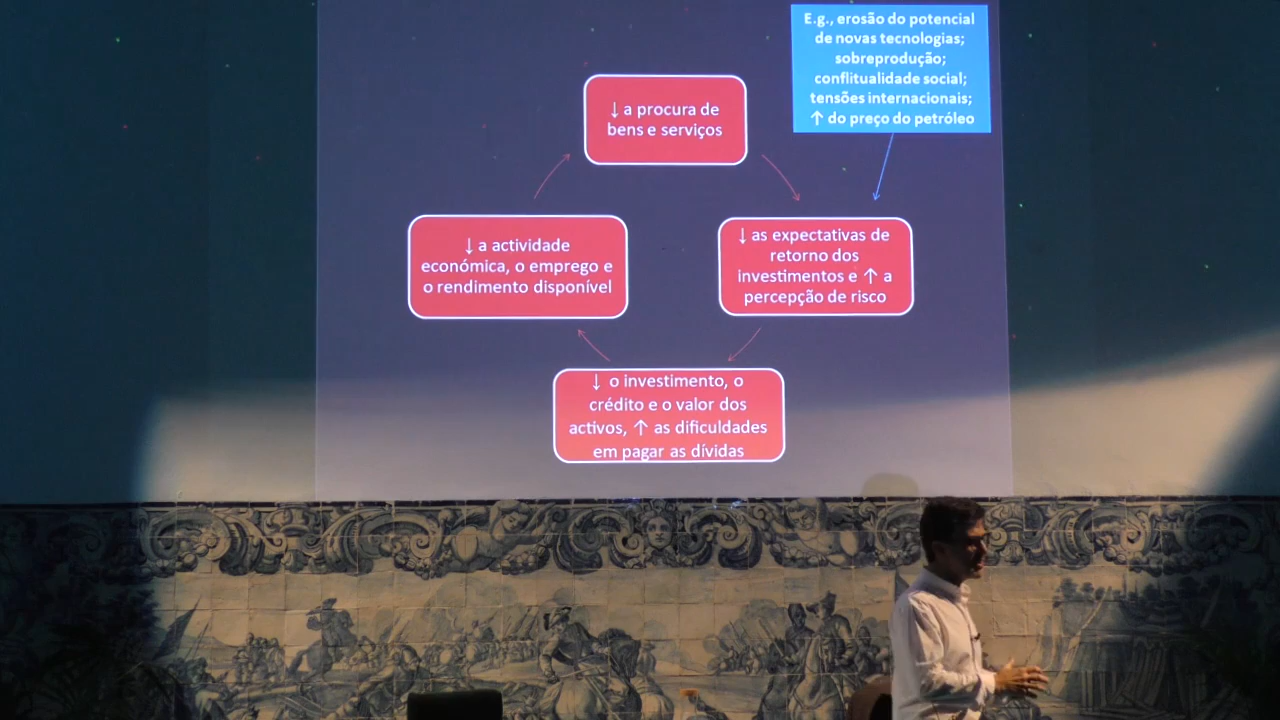 E.g., erosão do potencial
de novas tecnologias;
sobreprodução;
conflitualidade social;
tensões internacionais;
↑ do preço do petróleo
↓ a procura de
bens e serviços
↓ as expectativas de
retorno dos
investimentos e ↑ a
percepção de risco
↓ o investimento, o
crédito e o valor dos
activos, ↑ as dificuldades
em pagar as dívidas
↓ a actividade
económica, o emprego e
o rendimento disponível